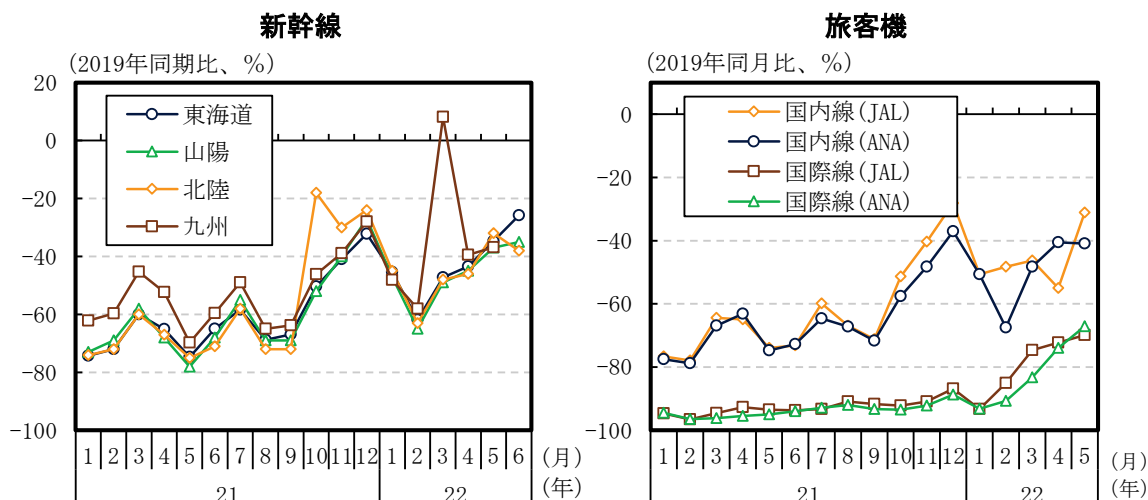 新幹線
(2019年同期比、%)
20
0
-20
-40
-60
-80
-100
東海道
山陽
北陸
九州
1 2 3 4 5 6 7 8 9 10 11 12 1 2 3 4 5 6 (月)
21 22 (年)
旅客機
(2019年同月比、%)
0
-20
-40
-60
-80
-100
国内線(JAL)
国内線(ANA)
国際線(JAL)
国際線(ANA)
1 2 3 4 5 6 7 8 9 10 11 12 1 2 3 4 5 (月)
21 22 (年)